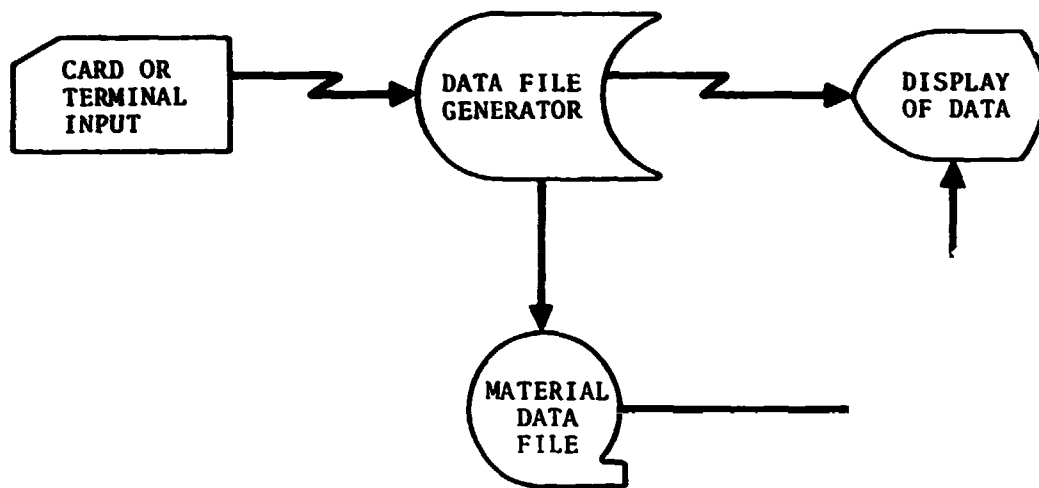 CARD OR
TERMINAL
INPUT
DATA FILE
GENERATOR
DISPLAY
OF DATA
MATERIAL
DATA
FILE